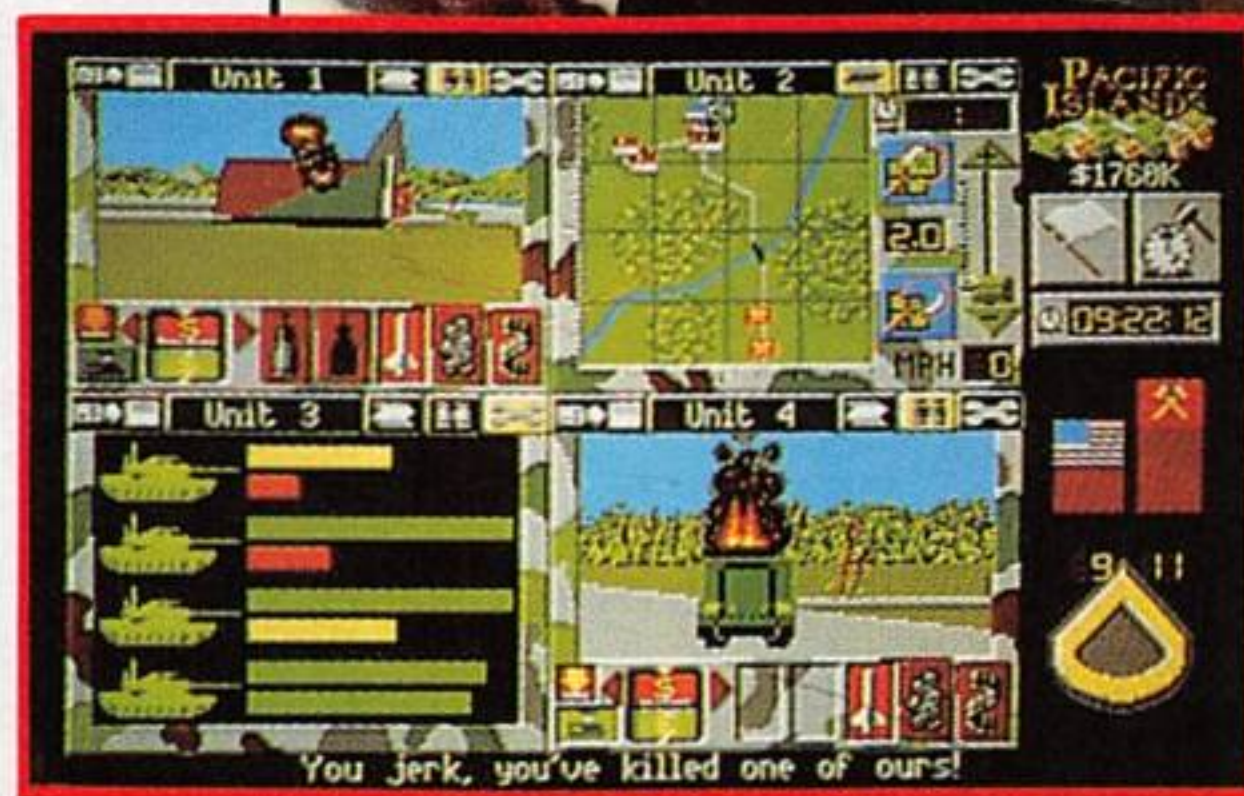 Unit 1
Unit 2
PACIFIC
ISLANDS
$1760K
S
2.0
09:22:12
MPH 0
Unit 3
Unit 4
S
9 11
You jerk, you've killed one of ours!